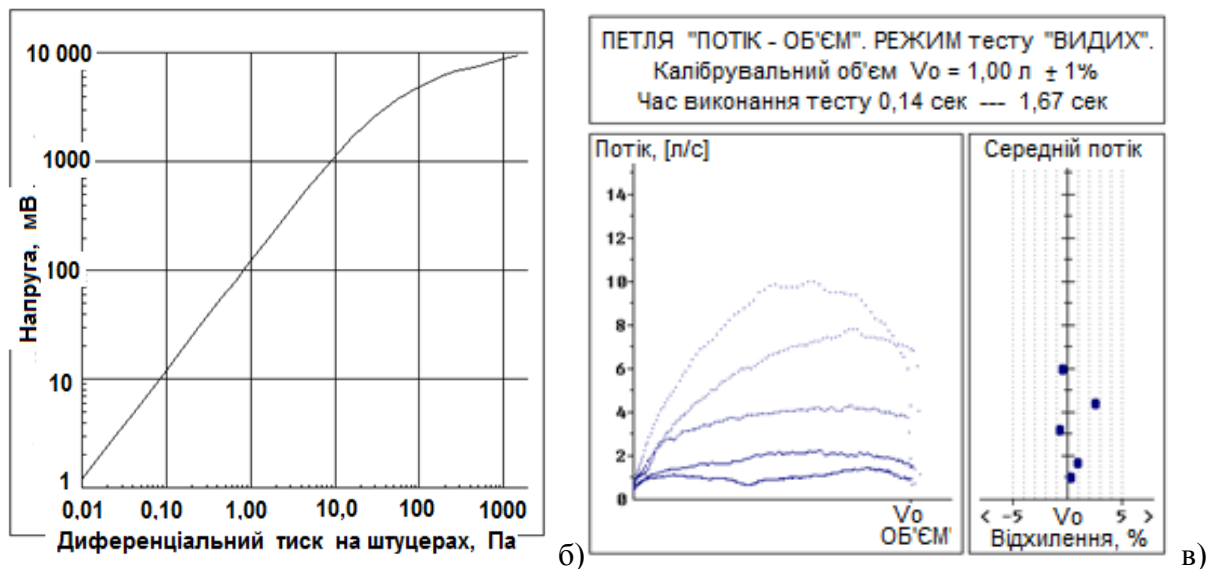 10 000
1000
100
10
1
Напруга, мВ.
0,01 0,10 1,00 10,0 100 1000
Диференціальний тиск на штуцерах, Па
б)
ПЕТЛЯ "ПОТІК - ОБ'ЄМ". РЕЖИМ тесту "ВИДИХ".
Калібрувальний об'єм Vo = 1,00 л ± 1%
Час виконання тесту 0,14 сек --- 1,67 сек
Потік, [л/с]
14
12
10
8
6
4
2
0
Vo
ОБ'ЄМ'
Середній потік
< -5 Vo 5 >
Відхилення, %
в)